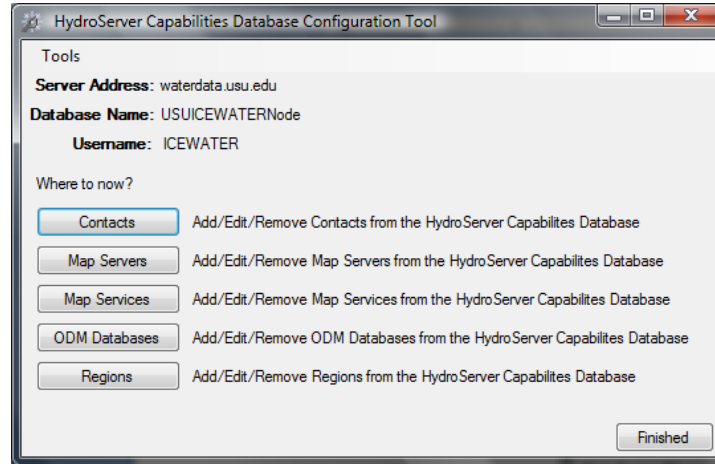 HydroServer Capabilities Database Configuration Tool
Tools
Server Address: waterdata.usu.edu
Database Name: USUICEWATERNode
Username: ICEWATER
Where to now?
Contacts Add/Edit/Remove Contacts from the HydroServer Capabilites Database
Map Servers Add/Edit/Remove Map Servers from the HydroServer Capabilites Database
Map Services Add/Edit/Remove Map Services from the HydroServer Capabilites Database
ODM Databases Add/Edit/Remove ODM Databases from the HydroServer Capabilites Database
Regions Add/Edit/Remove Regions from the HydroServer Capabilites Database
Finished